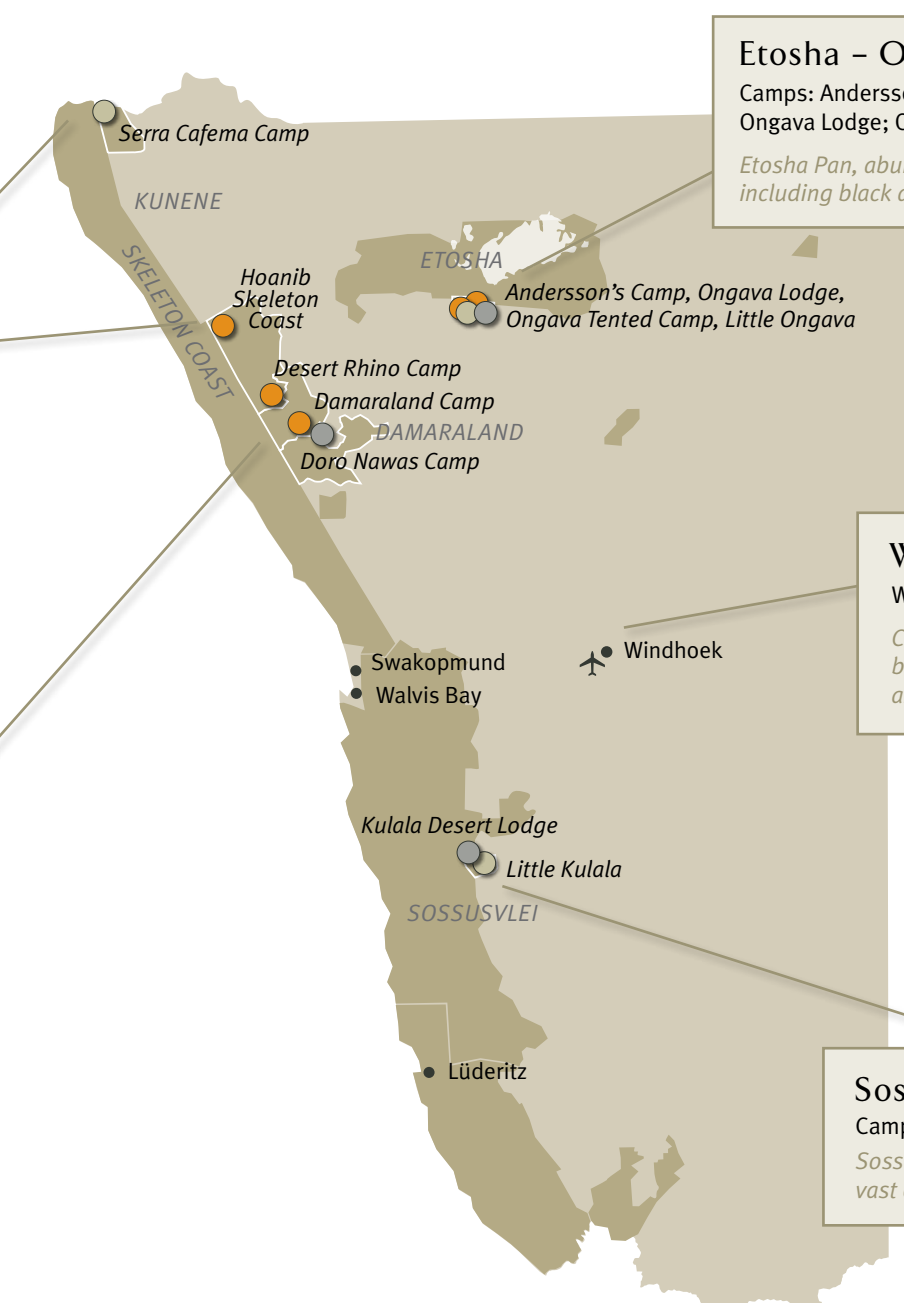 Etosha – O
Camps: Anderss
Ongava Lodge;
Etosha Pan,
including black
Serra Cafema Camp
KUNENE
ETOSHA
SKELETON COAST
Hoanib
Skeleton
Coast
Andersson's Camp, Ongava Lodge,
Ongava Tented Camp, Little Ongava
Desert Rhino Camp
Damaraland Camp
DAMARALAND
Doro Nawas Camp
W
W
C
b
a
Windhoek
Swakopmund
Walvis Bay
Kulala Desert Lodge
Little Kulala
SOSSUSVLEI
Sos
Camp
Soss
vast
Lüderitz